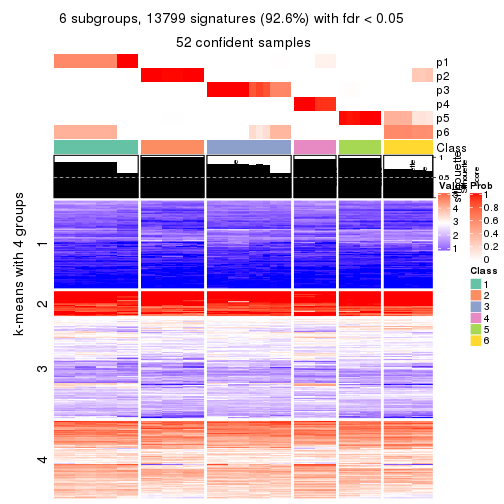 6 subgroups, 13799 signatures (92.6%) with fdr < 0.05
52 confident samples
p1
p2
p3
p4
p5
p6
Class
1
0.5
silhouette
score
k-means with 4 groups
1
2
3
4
Value
5
4
3
2
1
Prob
1
0.8
0.6
0.4
0.2
0
Class
1
2
3
4
5
6